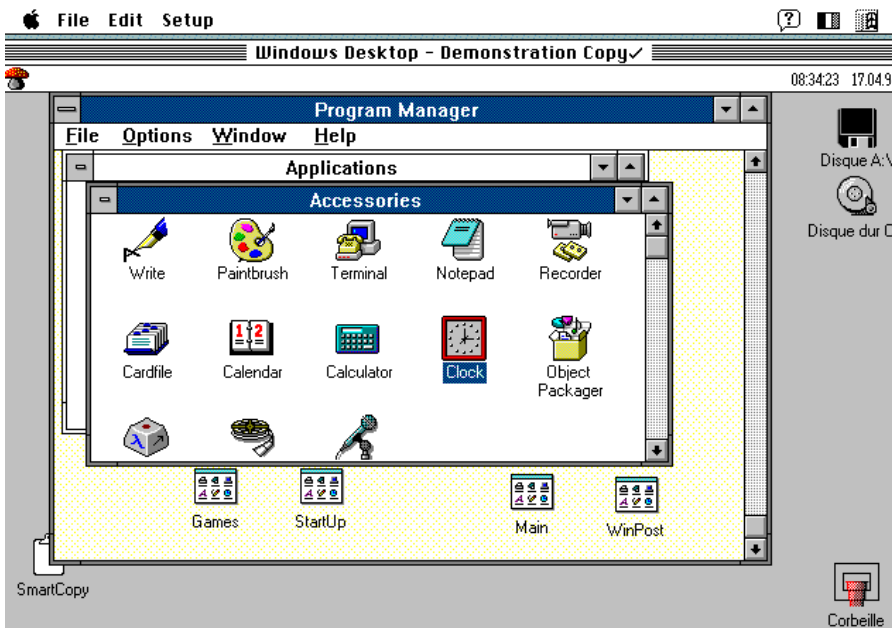 File Edit Setup
Windows Desktop - Demonstration Copy✓
08:34:23 17.04.9
Program Manager
File Options Window Help
Disque A:\
Applications
Accessories
Disque dur C
Write Paintbrush Terminal Notepad Recorder
Cardfile Calendar Calculator Clock Object
Packager
Games StartUp Main WinPost
SmartCopy
Corbeille